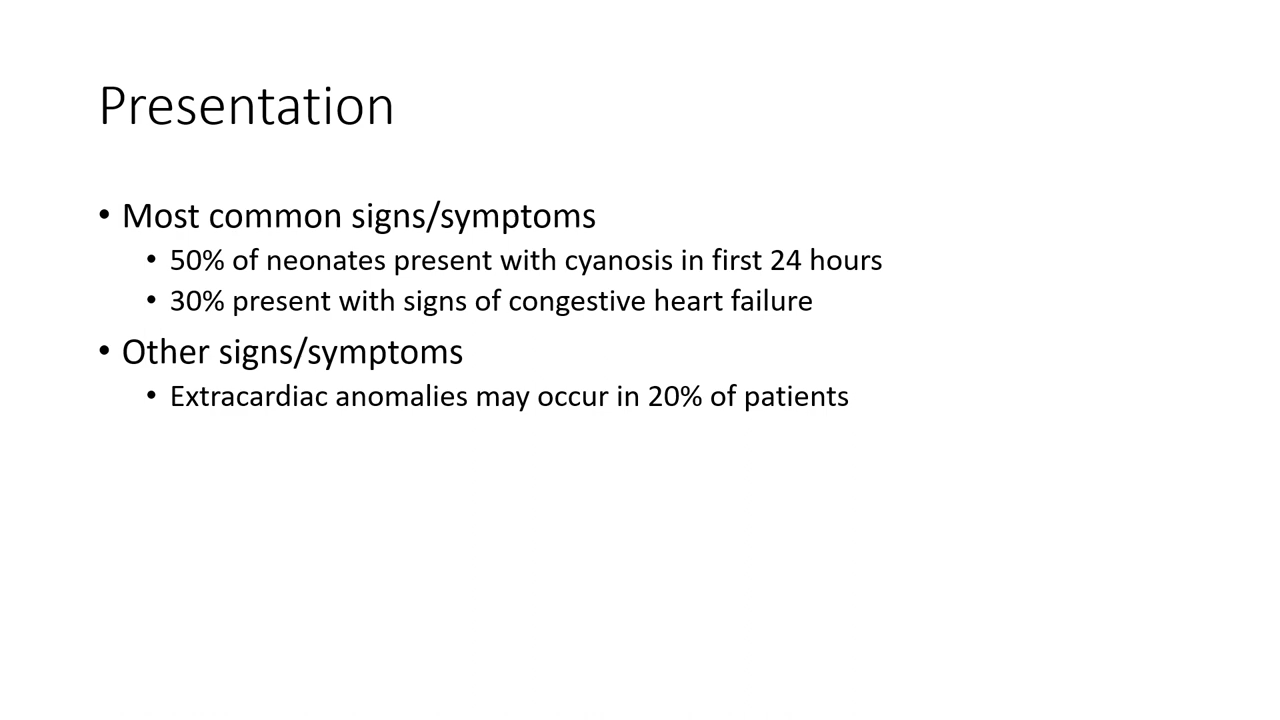 Presentation
• Most common signs/symptoms
• 50% of neonates present with cyanosis in first 24 hours
• 30% present with signs of congestive heart failure
• Other signs/symptoms
• Extracardiac anomalies may occur in 20% of patients